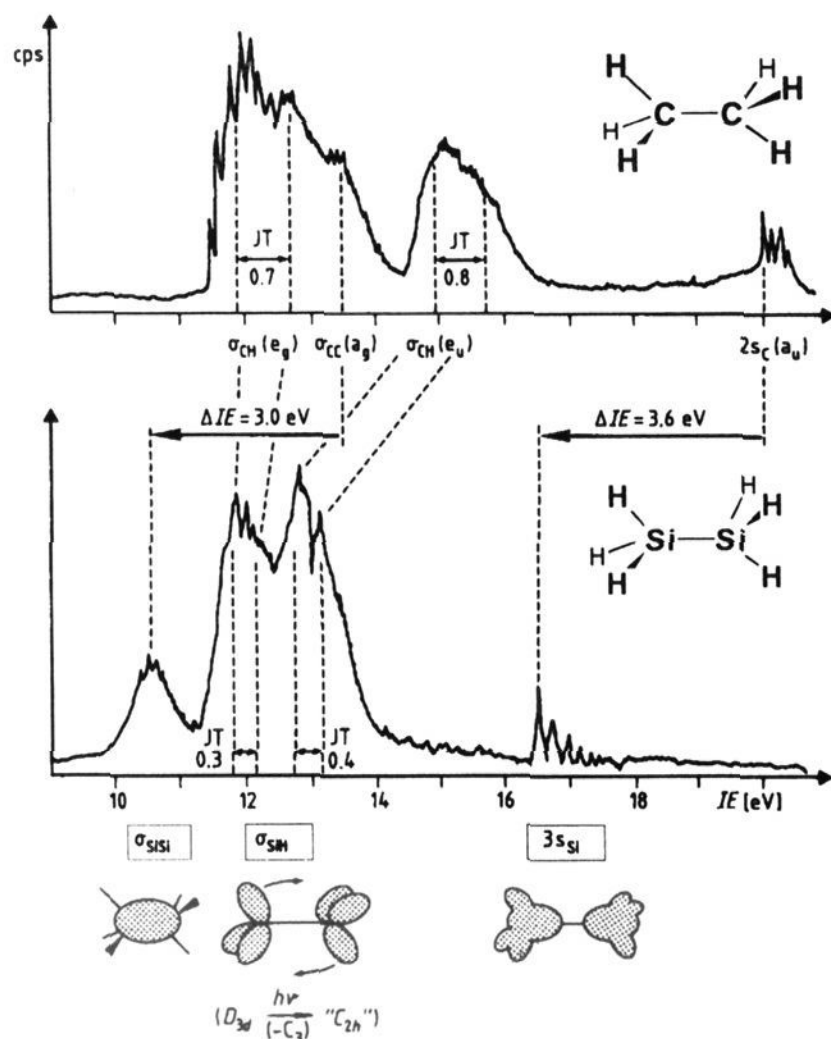 cps
H
H
H
C
C
H
H
H
JT
0.7
JT
0.8
σCH (eg)
σCC (ag)
σCH (eu)
2sC (au)
ΔIE = 3.0 eV
ΔIE = 3.6 eV
H
H
H
Si
Si
H
H
H
JT
0.3
JT
0.4
10
12
14
16
18
IE [eV]
σSiSi
σSiH
3sSi
(D3d hν (-C3) "C2h")